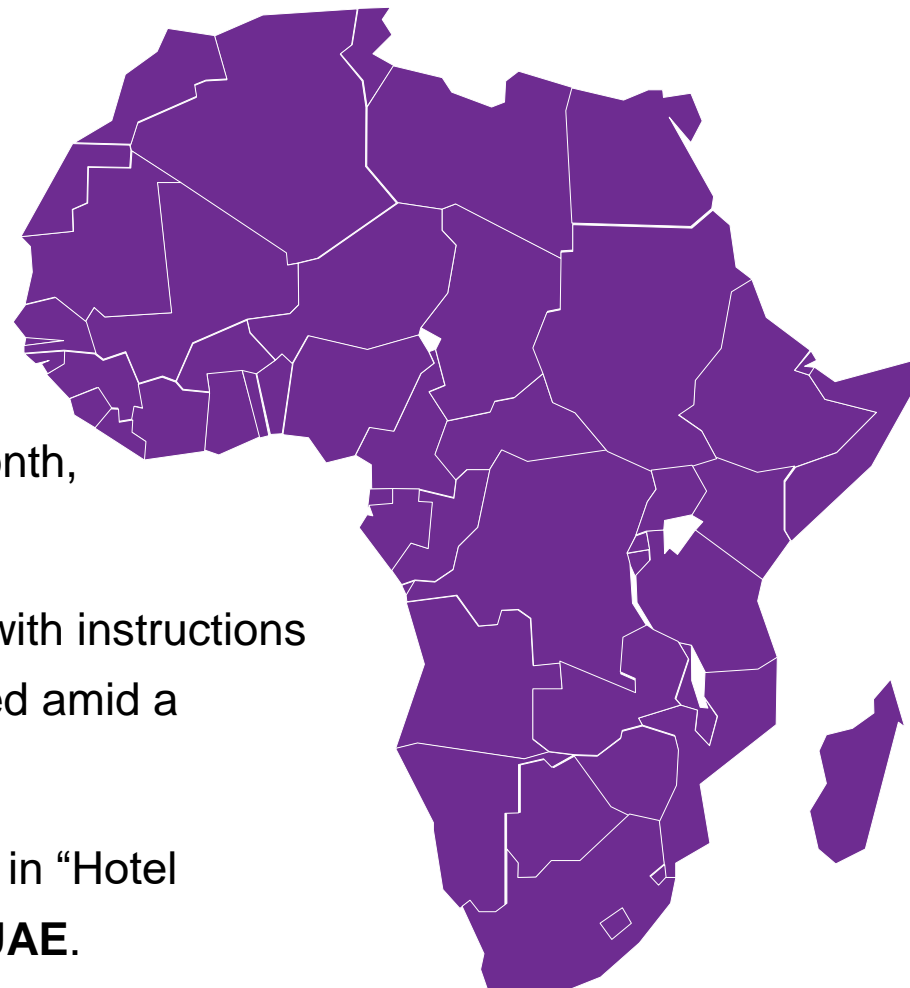 onth,
with instructions
ed amid a
in “Hotel
UAE.